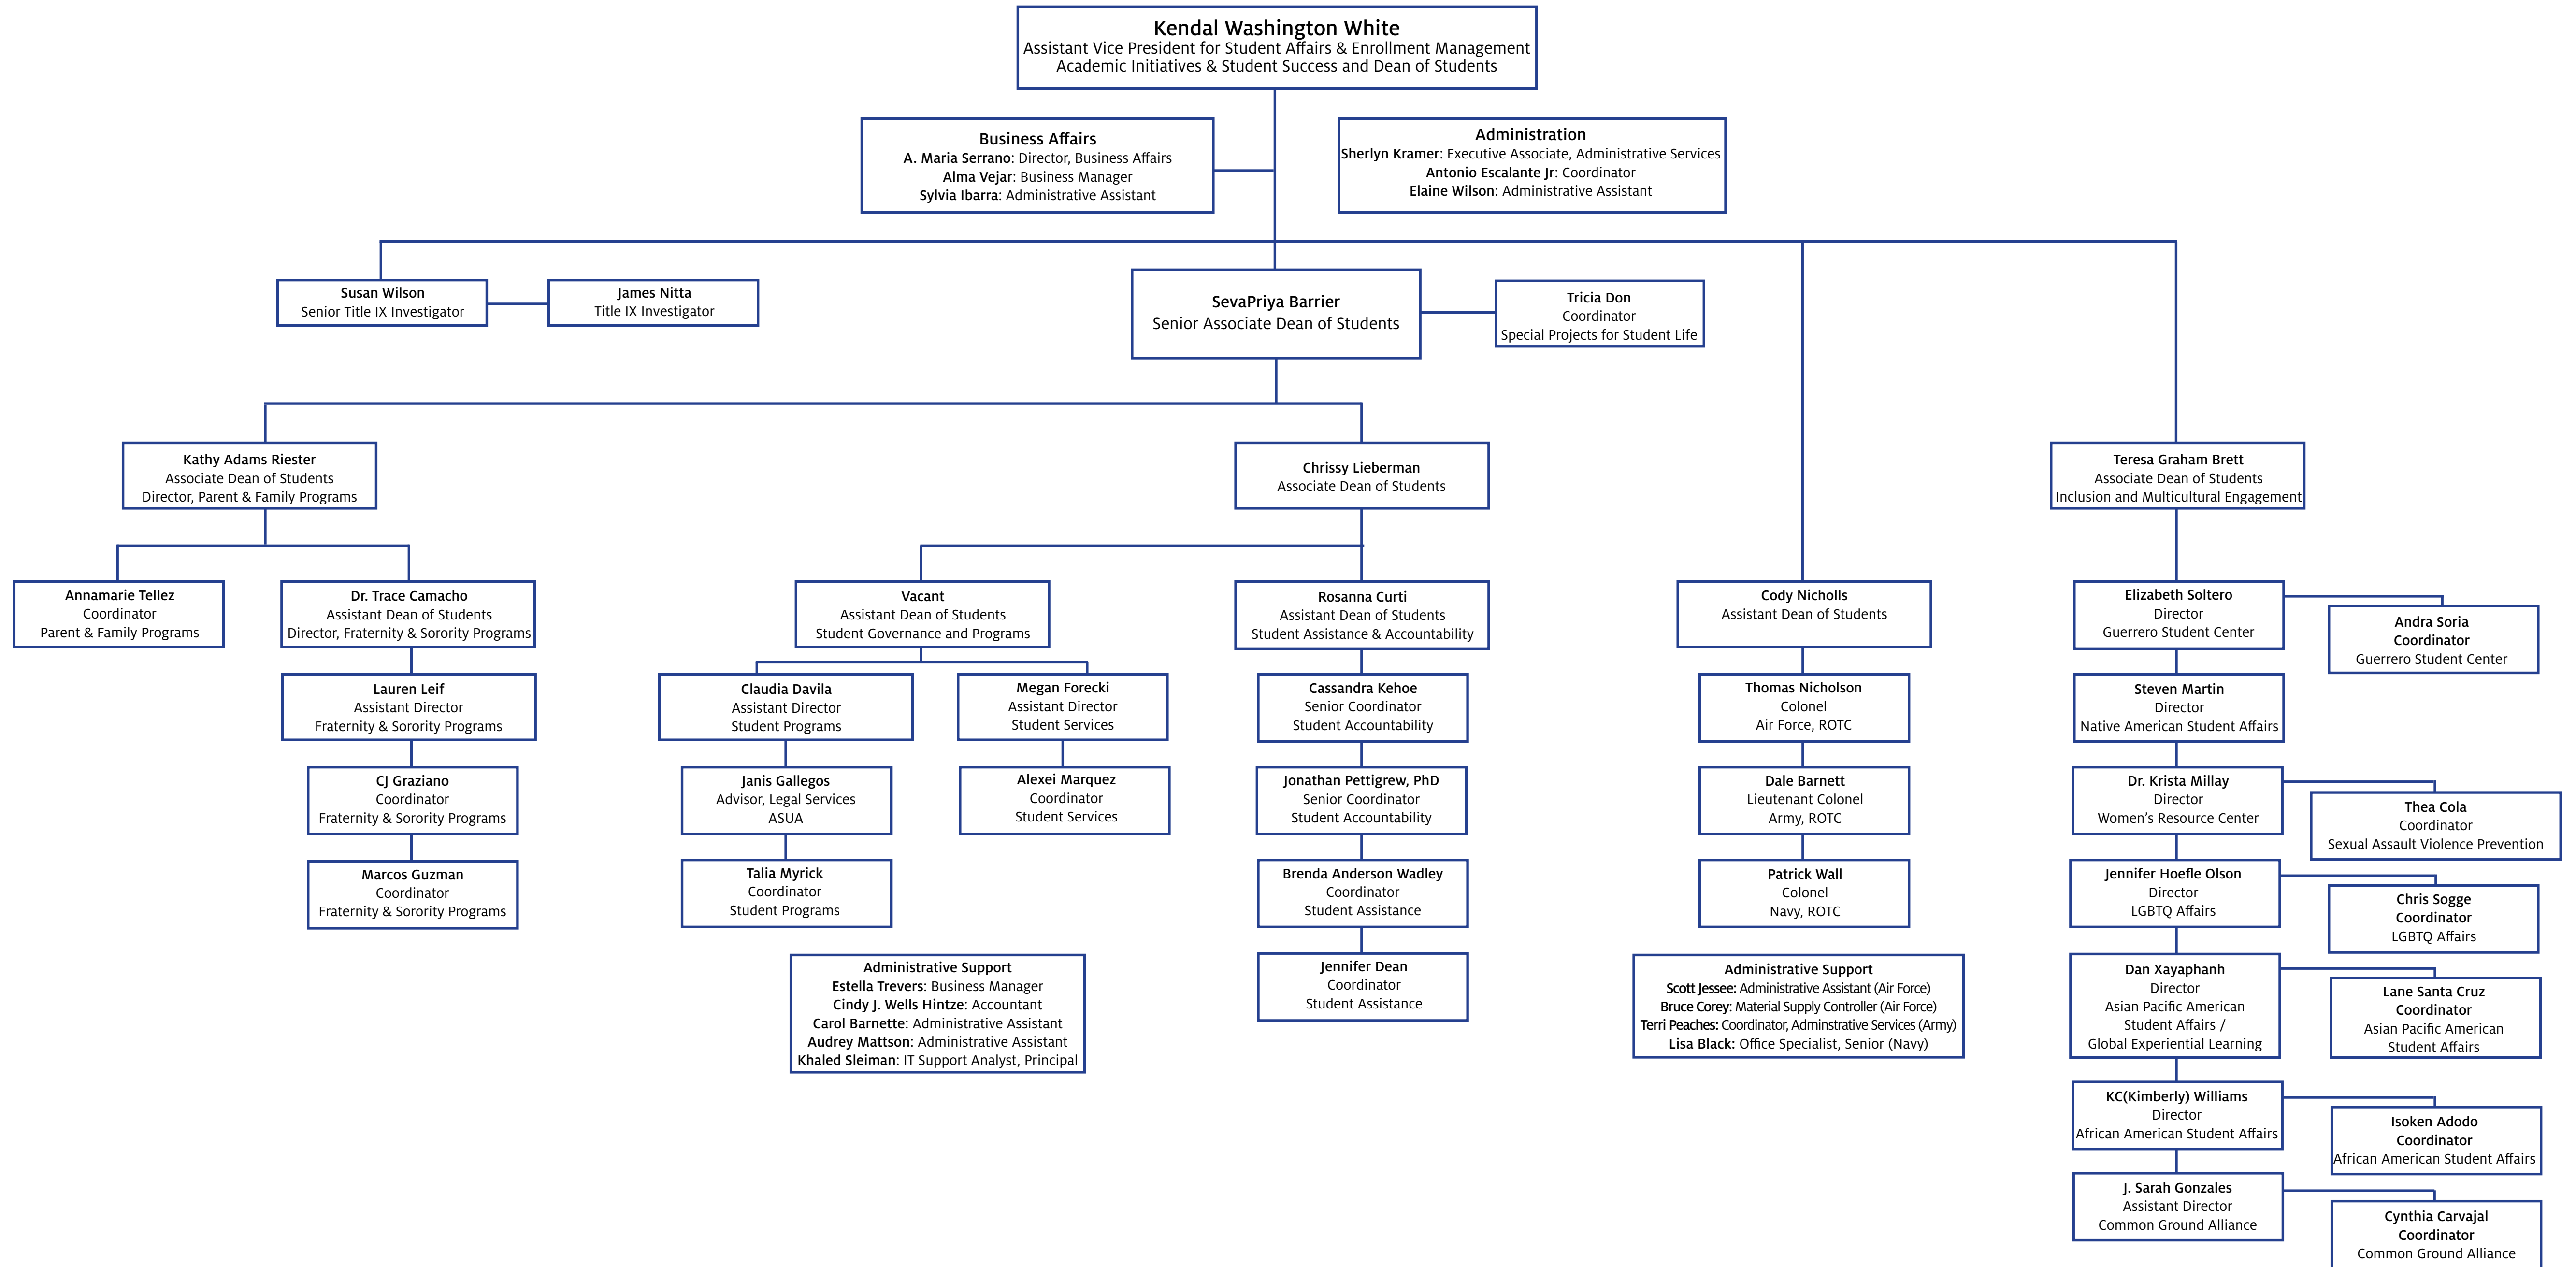 Kendal Washington White
Assistant Vice President for Student Affairs & Enrollment Management
Academic Initiatives & Student Success and Dean of Students
Business Affairs
A. Maria Serrano: Director, Business Affairs
Alma Vejar: Business Manager
Sylvia Ibarra: Administrative Assistant
Administration
Sherlyn Kramer: Executive Associate, Administrative Services
Antonio Escalante Jr: Coordinator
Elaine Wilson: Administrative Assistant
Susan Wilson
Senior Title IX Investigator
James Nitta
Title IX Investigator
SevaPriya Barrier
Senior Associate Dean of Students
Tricia Don
Coordinator
Special Projects for Student Life
Kathy Adams Riester
Associate Dean of Students
Director, Parent & Family Programs
Chrissy Lieberman
Associate Dean of Students
Teresa Graham Brett
Associate Dean of Students
Inclusion and Multicultural Engagement
Annamarie Tellez
Coordinator
Parent & Family Programs
Dr. Trace Camacho
Assistant Dean of Students
Director, Fraternity & Sorority Programs
Lauren Leif
Assistant Director
Fraternity & Sorority Programs
CJ Graziano
Coordinator
Fraternity & Sorority Programs
Marcos Guzman
Coordinator
Fraternity & Sorority Programs
Vacant
Assistant Dean of Students
Student Governance and Programs
Claudia Davila
Assistant Director
Student Programs
Janis Gallegos
Advisor, Legal Services
ASUA
Talia Myrick
Coordinator
Student Programs
Megan Forecki
Assistant Director
Student Services
Alexei Marquez
Coordinator
Student Services
Administrative Support
Estella Trevers: Business Manager
Cindy J. Wells Hintze: Accountant
Carol Barnette: Administrative Assistant
Audrey Mattson: Administrative Assistant
Khaled Sleiman: IT Support Analyst, Principal
Rosanna Curti
Assistant Dean of Students
Student Assistance & Accountability
Cassandra Kehoe
Senior Coordinator
Student Accountability
Jonathan Pettigrew, PhD
Senior Coordinator
Student Accountability
Brenda Anderson Wadley
Coordinator
Student Assistance
Jennifer Dean
Coordinator
Student Assistance
Cody Nicholls
Assistant Dean of Students
Thomas Nicholson
Colonel
Air Force, ROTC
Dale Barnett
Lieutenant Colonel
Army, ROTC
Patrick Wall
Colonel
Navy, ROTC
Administrative Support
Scott Jessee: Administrative Assistant (Air Force)
Bruce Corey: Material Supply Controller (Air Force)
Terri Peaches: Coordinator, Adminstrative Services (Army)
Lisa Black: Office Specialist, Senior (Navy)
Elizabeth Soltero
Director
Guerrero Student Center
Andra Soria
Coordinator
Guerrero Student Center
Steven Martin
Director
Native American Student Affairs
Dr. Krista Millay
Director
Women's Resource Center
Thea Cola
Coordinator
Sexual Assault Violence Prevention
Jennifer Hoefle Olson
Director
LGBTQ Affairs
Chris Sogge
Coordinator
LGBTQ Affairs
Dan Xayaphanh
Director
Asian Pacific American
Student Affairs /
Global Experiential Learning
Lane Santa Cruz
Coordinator
Asian Pacific American
Student Affairs
KC(Kimberly) Williams
Director
African American Student Affairs
Isoken Adodo
Coordinator
African American Student Affairs
J. Sarah Gonzales
Assistant Director
Common Ground Alliance
Cynthia Carvajal
Coordinator
Common Ground Alliance